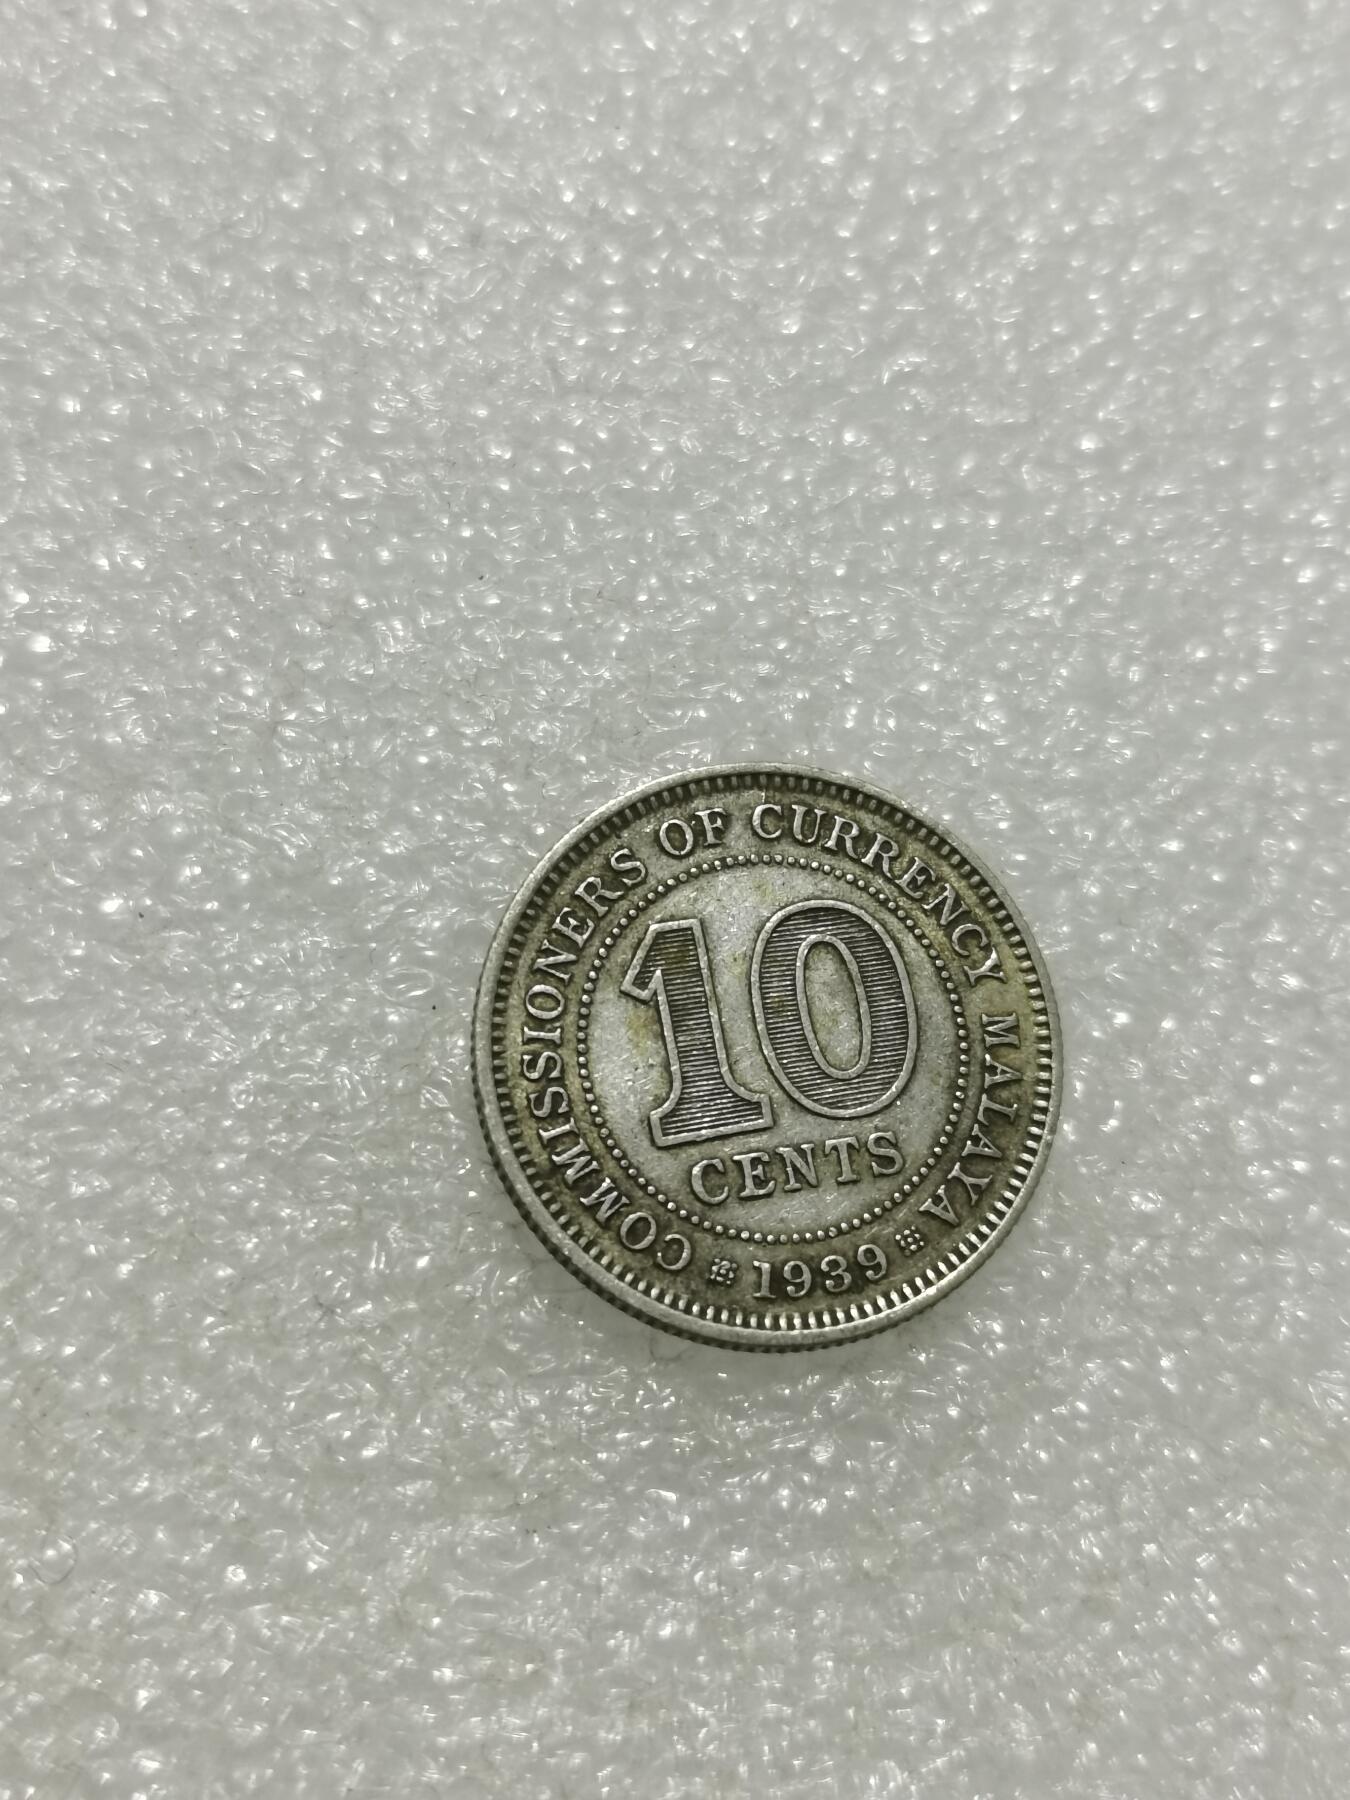 COMMISSIONERS OF CURRENCY MALAYA
10
CENTS
1939